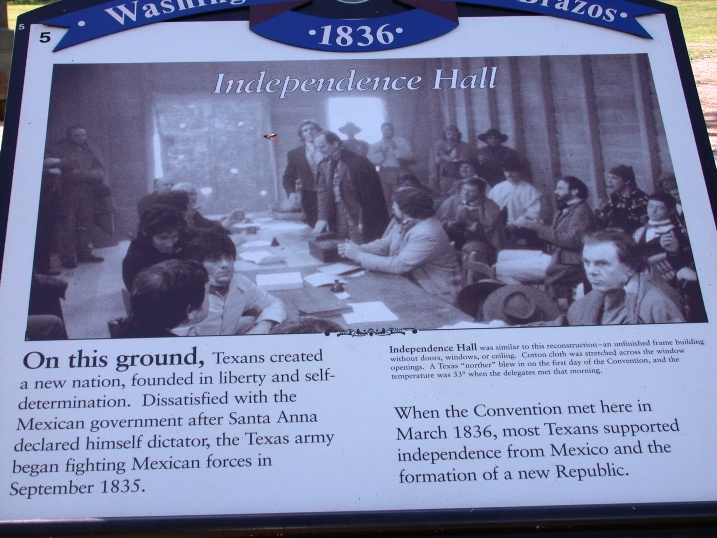 5
5
·1836·
Independence Hall
On this ground, Texans created
a new nation, founded in liberty and self-
determination. Dissatisfied with the
Mexican government after Santa Anna
declared himself dictator, the Texas army
began fighting Mexican forces in
September 1835.
Independence Hall was similar to this reconstruction–an unfinished frame building
without doors, windows, or ceiling. Cotton cloth was stretched across the window
openings. A Texas "norther" blew in on the first day of the Convention, and the
temperature was 33° when the delegates met that morning.
When the Convention met here in
March 1836, most Texans supported
independence from Mexico and the
formation of a new Republic.